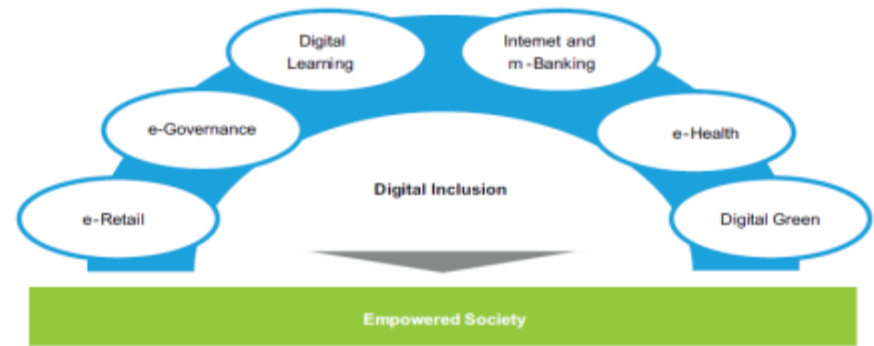 Digital
Learning
Internet and
m -Banking
e-Governance
e-Health
Digital Inclusion
e-Retail
Digital Green
Empowered Society